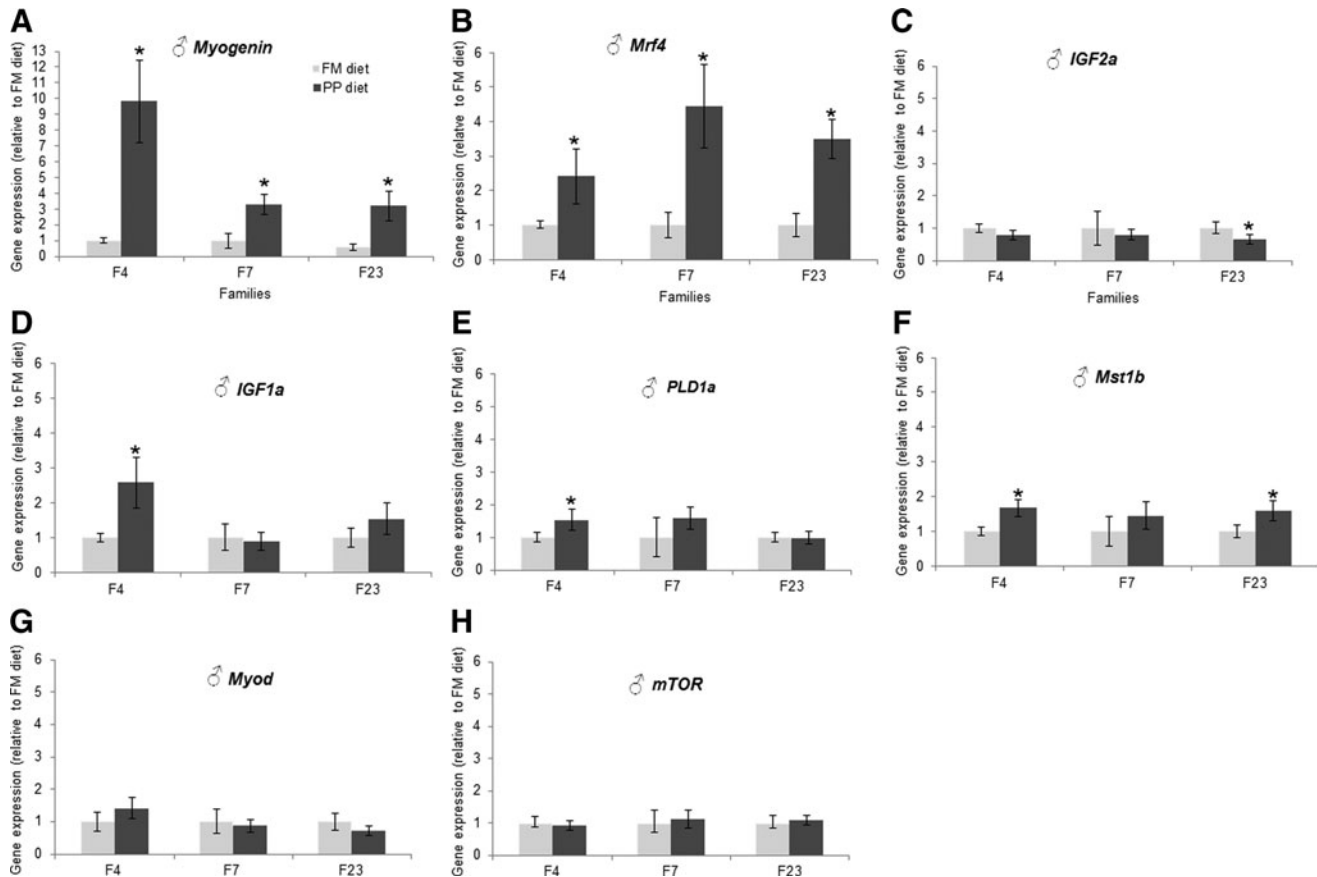 A
♂ Myogenin
Gene expression (relative to FM diet)
13
12
11
10
9
8
7
6
5
4
3
2
1
0
FM diet
PP diet
*
*
*
F4
F7
F23
Families
B
♂ Mrf4
Gene expression (relatve to FM diet)
6
5
4
3
2
1
0
*
*
*
F4
F7
F23
Families
C
♂ IGF2a
Gene expression (relative to FM diet)
6
5
4
3
2
1
0
*
F4
F7
F23
D
♂ IGF1a
Gene expression (relative to FM diet)
6
5
4
3
2
1
0
*
F4
F7
F23
E
♂ PLD1a
Gene expression (relative to FM diet)
6
5
4
3
2
1
0
*
F4
F7
F23
F
♂ Mst1b
Gene expression (relative to FM diet)
6
5
4
3
2
1
0
*
*
F4
F7
F23
G
♂ Myod
Gene expression (relative to FM diet)
6
5
4
3
2
1
0
F4
F7
F23
H
♂ mTOR
Gene expression (relative to FM diet)
6
5
4
3
2
1
0
F4
F7
F23